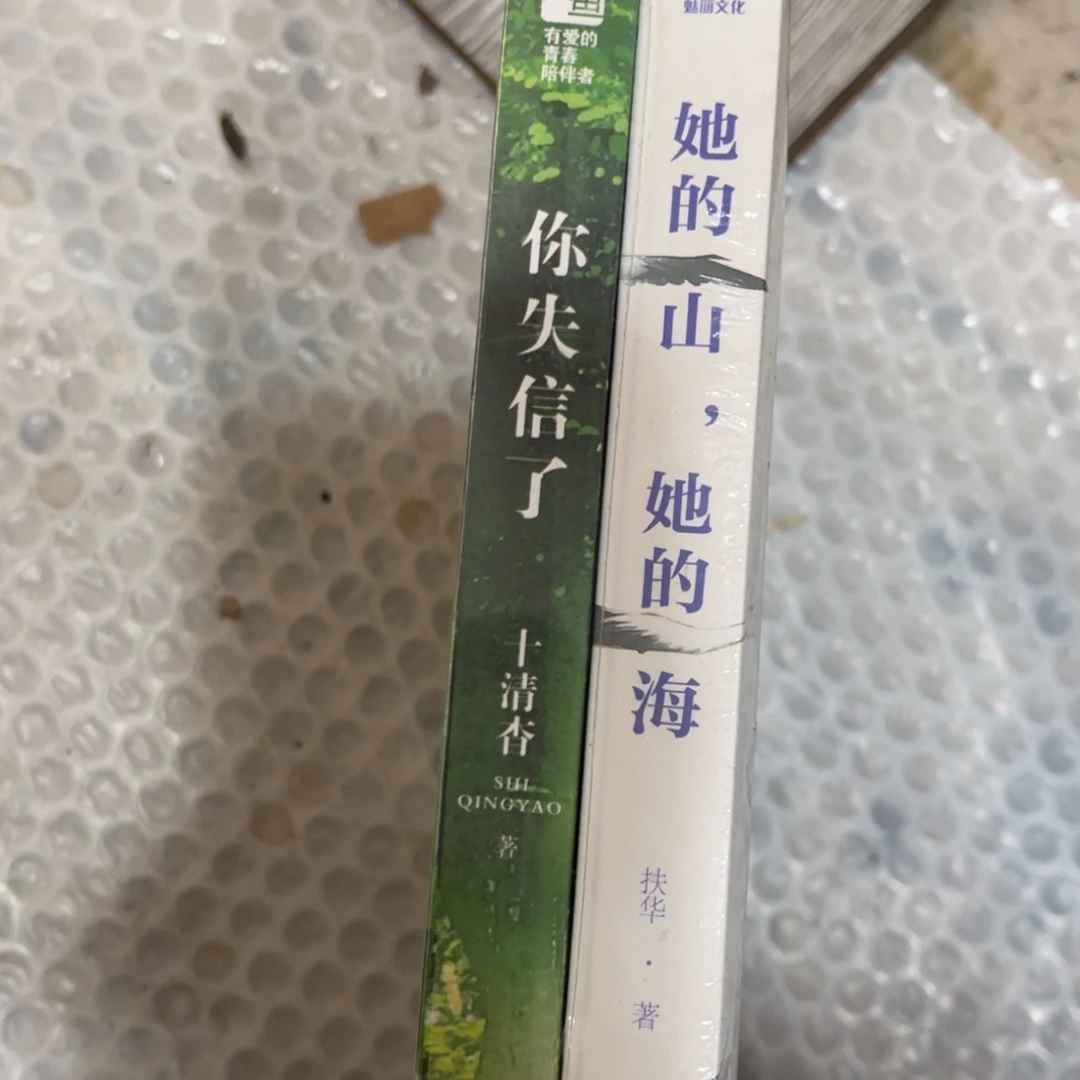 有爱的
青春
陪伴者
你失信了
十清杳
SHI
QINGYAO
著
魅丽文化
她的山，她的海
扶华·著